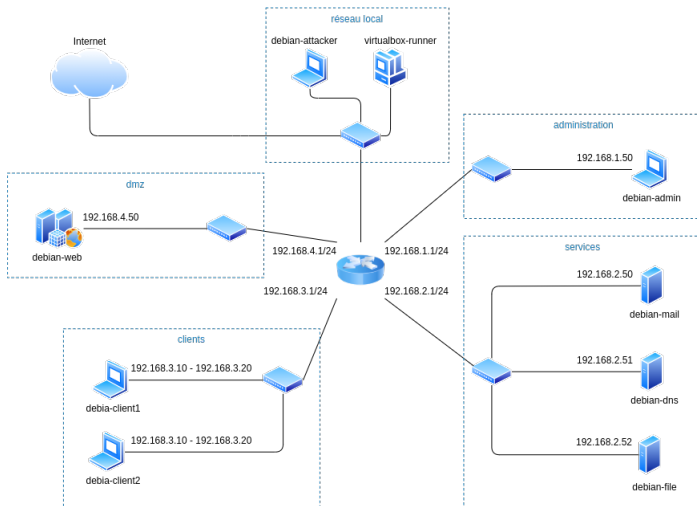 réseau local
Internet
debian-attacker
virtualbox-runner
administration
192.168.1.50
debian-admin
dmz
192.168.4.50
debian-web
192.168.4.1/24
192.168.1.1/24
192.168.3.1/24
192.168.2.1/24
services
192.168.2.50
debian-mail
192.168.2.51
debian-dns
192.168.2.52
debian-file
clients
192.168.3.10 - 192.168.3.20
debia-client1
192.168.3.10 - 192.168.3.20
debia-client2